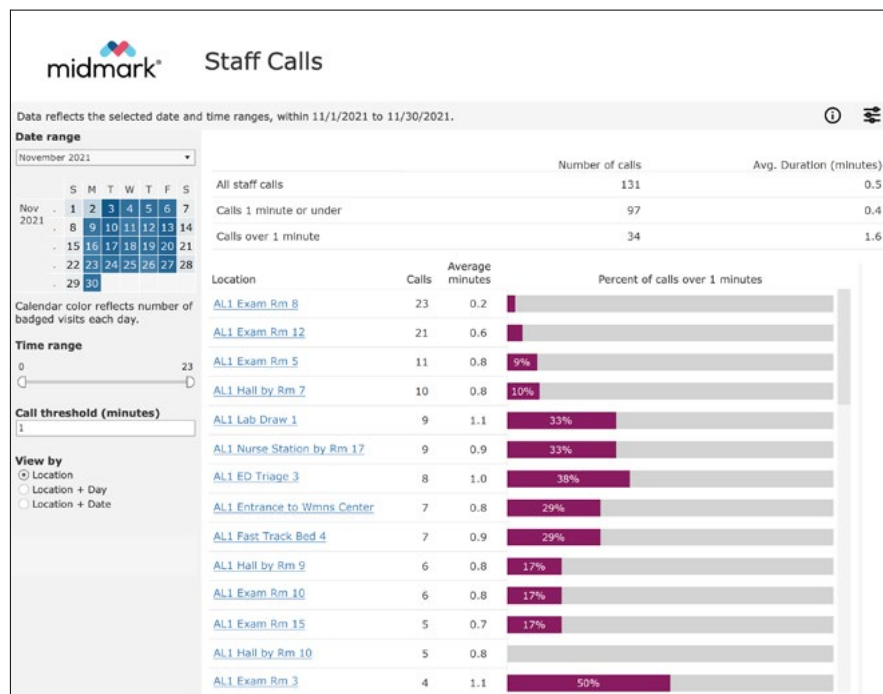 midmark®
Staff Calls
Data reflects the selected date and time ranges, within 11/1/2021 to 11/30/2021.
Date range
November 2021
S M T W T F S
Nov 2021
1 2 3 4 5 6 7
8 9 10 11 12 13 14
15 16 17 18 19 20 21
22 23 24 25 26 27 28
29 30
Calendar color reflects number of
badged visits each day.
Time range
0 23
Call threshold (minutes)
1
View by
Location
Location + Day
Location + Date
Number of calls Avg. Duration (minutes)
All staff calls 131 0.5
Calls 1 minute or under 97 0.4
Calls over 1 minute 34 1.6
Location Calls Average minutes Percent of calls over 1 minutes
AL1 Exam Rm 8 23 0.2
AL1 Exam Rm 12 21 0.6
AL1 Exam Rm 5 11 0.8 9%
AL1 Hall by Rm 7 10 0.8 10%
AL1 Lab Draw 1 9 1.1 33%
AL1 Nurse Station by Rm 17 9 0.9 33%
AL1 ED Triage 3 8 1.0 38%
AL1 Entrance to Wmns Center 7 0.8 29%
AL1 Fast Track Bed 4 7 0.9 29%
AL1 Hall by Rm 9 6 0.8 17%
AL1 Exam Rm 10 6 0.8 17%
AL1 Exam Rm 15 5 0.7 17%
AL1 Hall by Rm 10 5 0.8
AL1 Exam Rm 3 4 1.1 50%